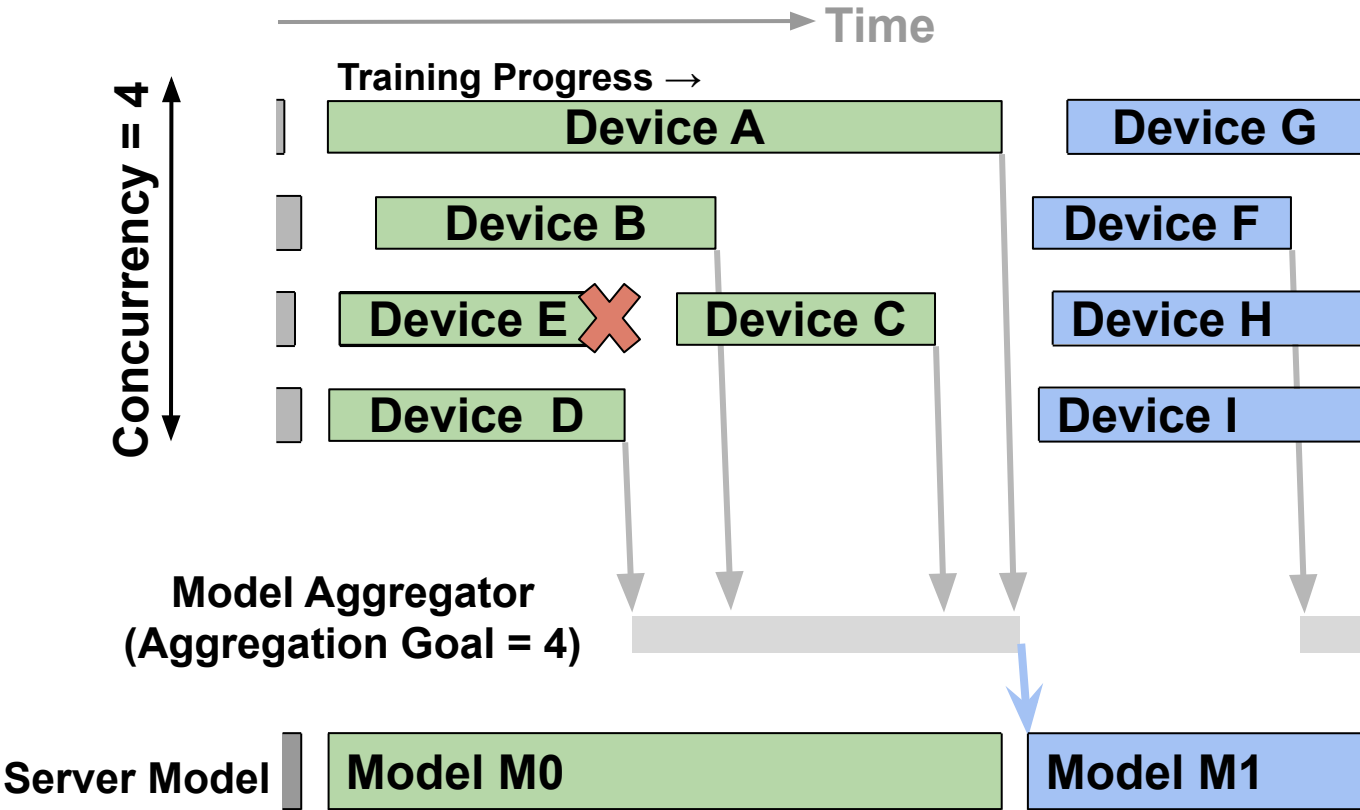 Time
Training Progress →
Concurrency = 4
Device A
Device G
Device B
Device F
Device E
Device C
Device H
Device D
Device I
Model Aggregator
(Aggregation Goal = 4)
Server Model
Model M0
Model M1